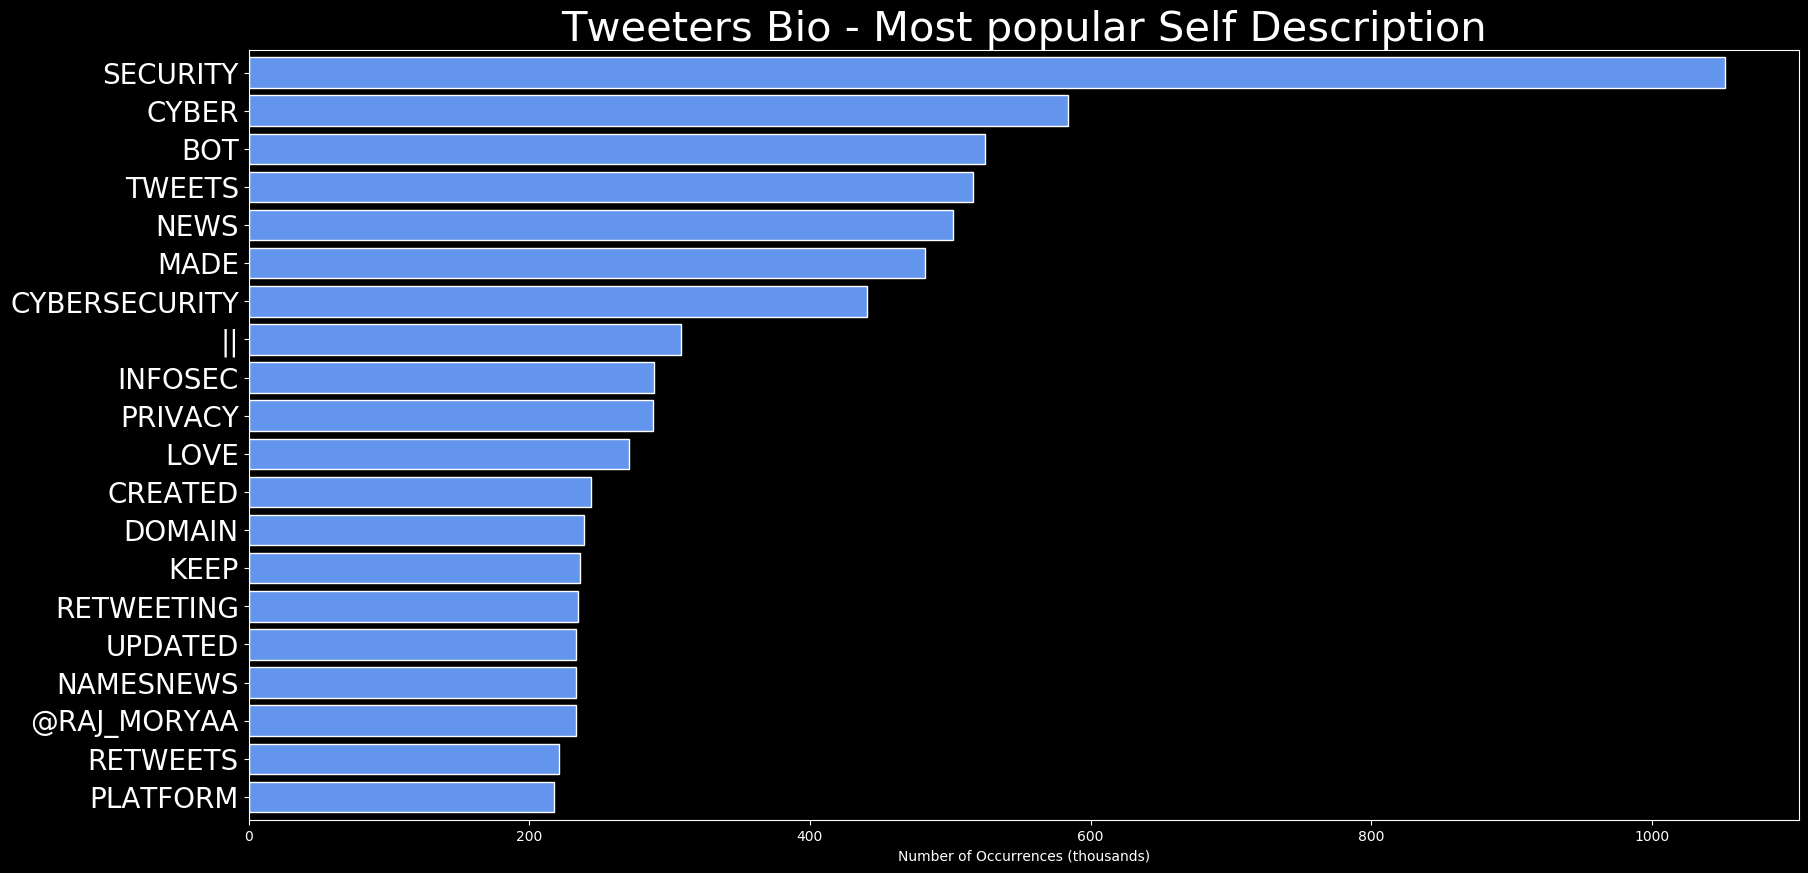 Tweeters Bio - Most popular Self Description
SECURITY
CYBER
BOT
TWEETS
NEWS
MADE
CYBERSECURITY
||
INFOSEC
PRIVACY
LOVE
CREATED
DOMAIN
KEEP
RETWEETING
UPDATED
NAMESNEWS
@RAJ_MORYAA
RETWEETS
PLATFORM
0 200 400 600 800 1000
Number of Occurrences (thousands)